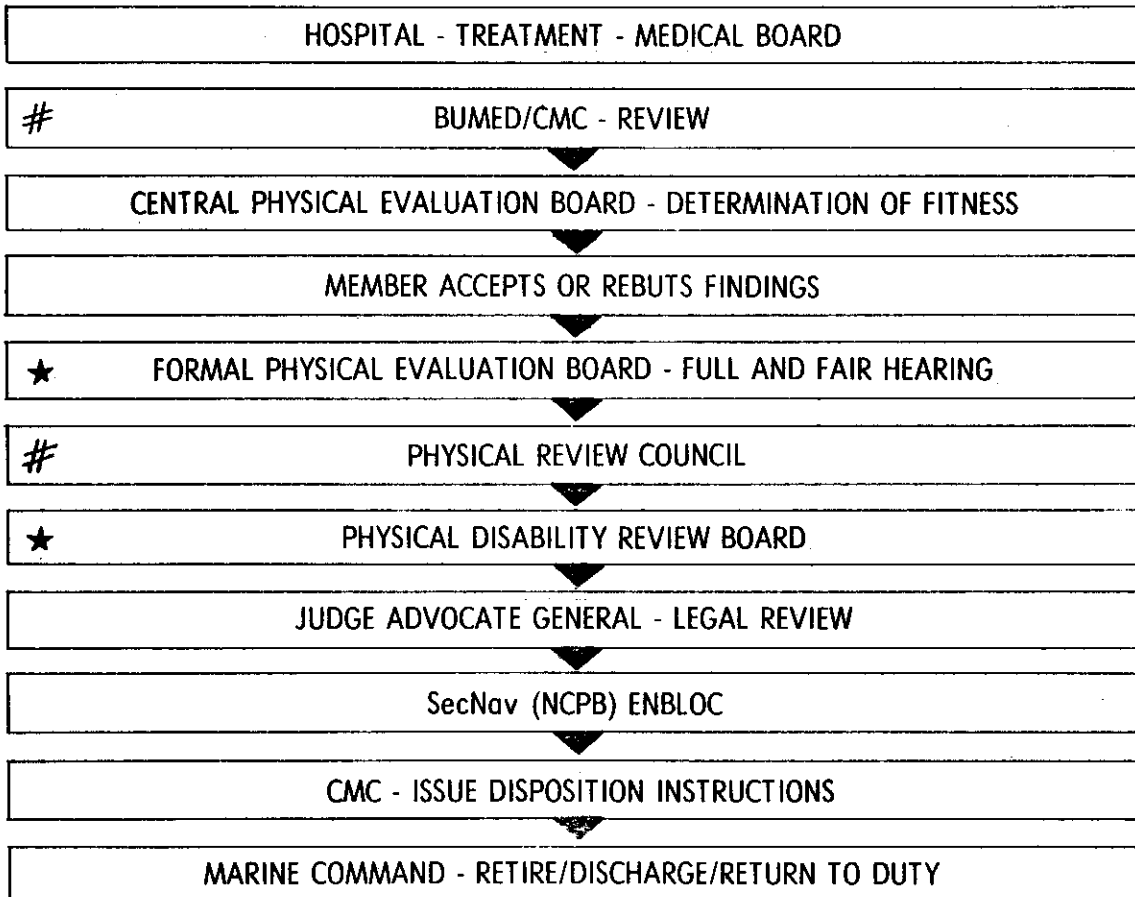 HOSPITAL - TREATMENT - MEDICAL BOARD
# BUMED/CMC - REVIEW
CENTRAL PHYSICAL EVALUATION BOARD - DETERMINATION OF FITNESS
MEMBER ACCEPTS OR REBUTS FINDINGS
★ FORMAL PHYSICAL EVALUATION BOARD - FULL AND FAIR HEARING
# PHYSICAL REVIEW COUNCIL
★ PHYSICAL DISABILITY REVIEW BOARD
JUDGE ADVOCATE GENERAL - LEGAL REVIEW
SecNav (NCPB) ENBLOC
CMC - ISSUE DISPOSITION INSTRUCTIONS
MARINE COMMAND - RETIRE/DISCHARGE/RETURN TO DUTY